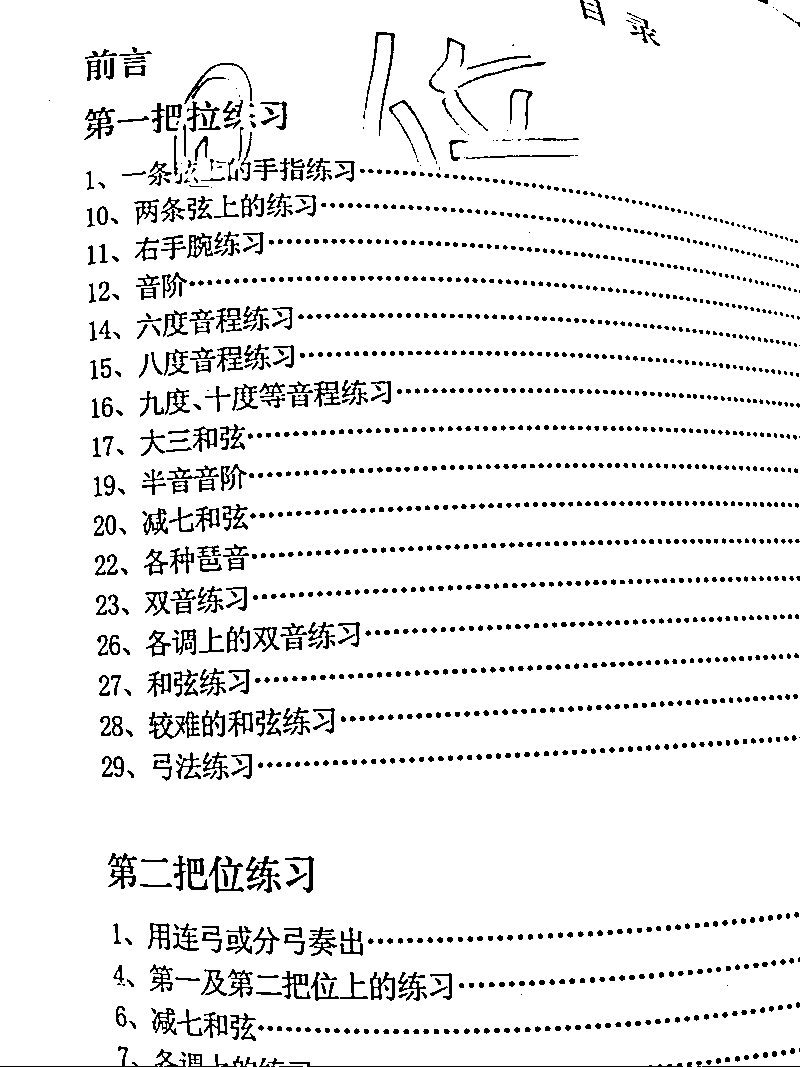 目录
前言
第一把拉练习
位
1、一条弦上的手指练习
10、两条弦上的练习
11、右手腕练习
12、音阶
14、六度音程练习
15、八度音程练习
16、九度、十度等音程练习
17、大三和弦
19、半音音阶
20、减七和弦
22、各种琶音
23、双音练习
26、各调上的双音练习
27、和弦练习
28、较难的和弦练习
29、弓法练习
第二把位练习
1、用连弓或分弓奏出
4、第一及第二把位上的练习
6、减七和弦
7、各调上的练习